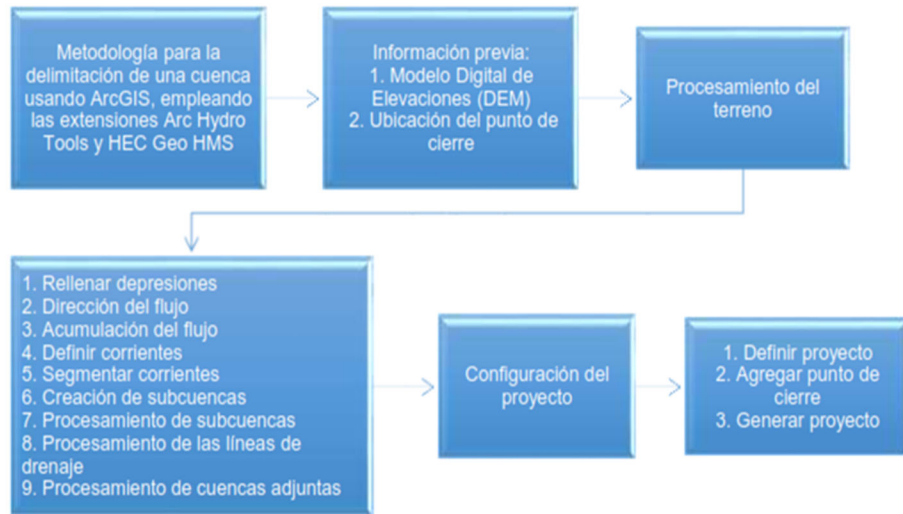 Metodología para la
delimitación de una cuenca
usando ArcGIS, empleando
las extensiones Arc Hydro
Tools y HEC Geo HMS
Información previa:
1. Modelo Digital de
Elevaciones (DEM)
2. Ubicación del punto de
cierre
Procesamiento del
terreno
1. Rellenar depresiones
2. Dirección del flujo
3. Acumulación del flujo
4. Definir corrientes
5. Segmentar corrientes
6. Creación de subcuencas
7. Procesamiento de subcuencas
8. Procesamiento de las líneas de
drenaje
9. Procesamiento de cuencas adjuntas
Configuración del
proyecto
1. Definir proyecto
2. Agregar punto de
cierre
3. Generar proyecto